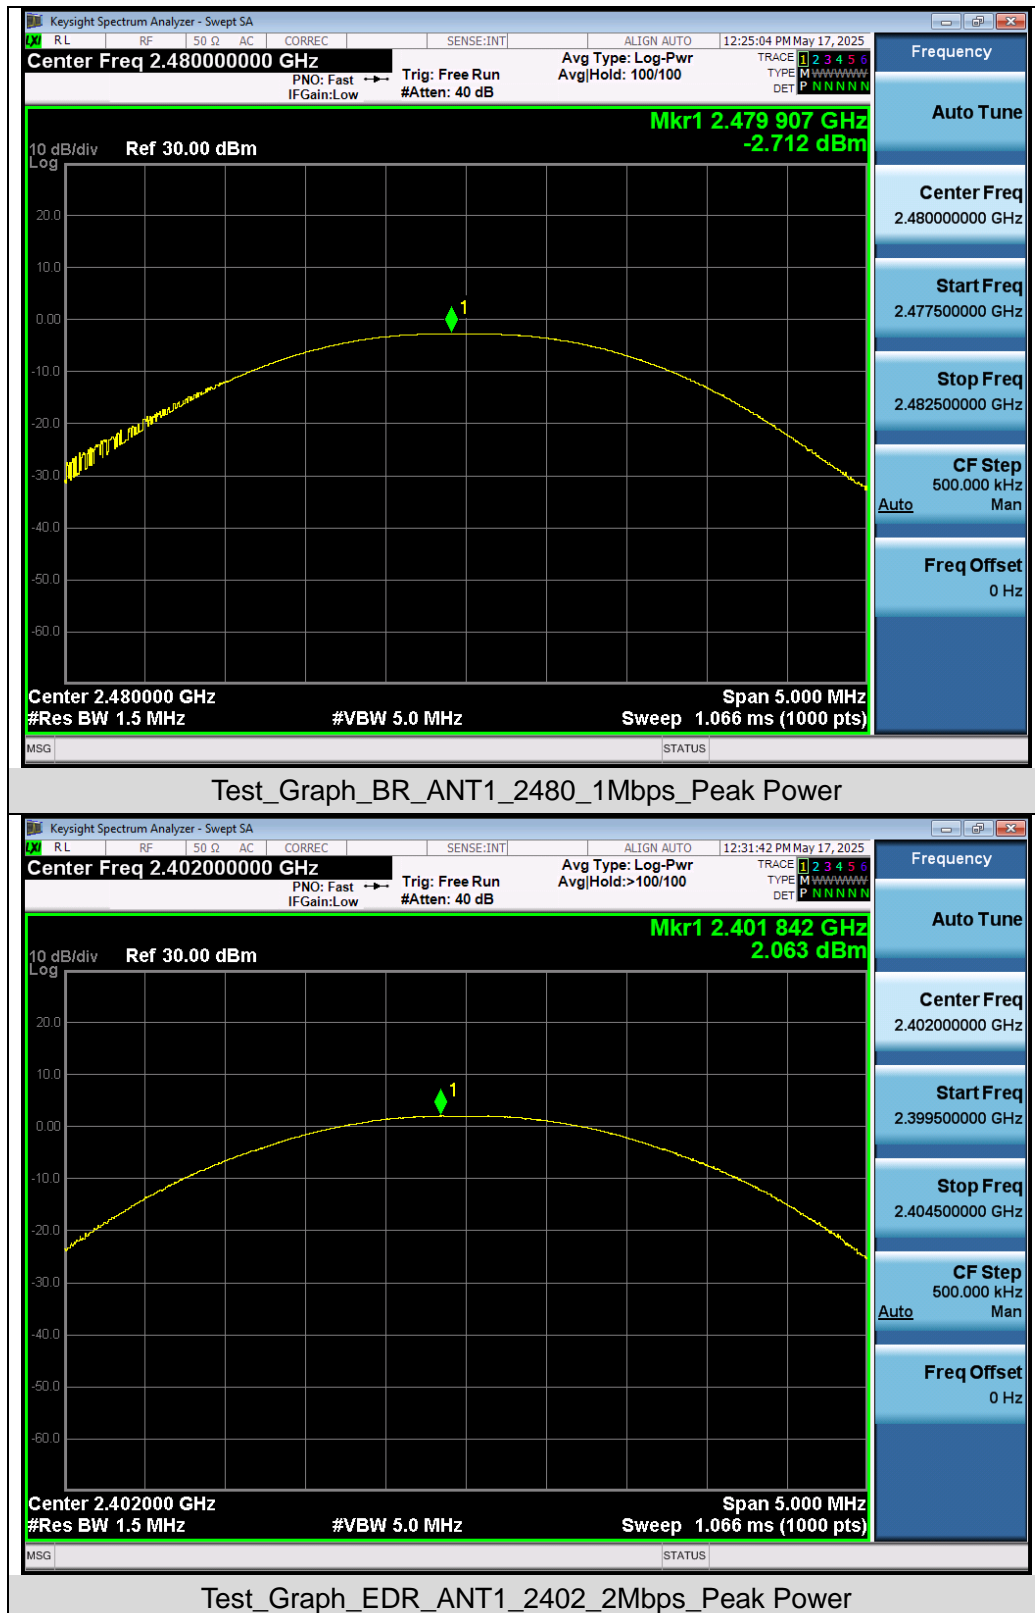 Keysight Spectrum Analyzer - Swept SA
LXI RL RF 50 Ω AC CORREC SENSE:INT ALIGN AUTO 12:25:04 PM May 17, 2025
Center Freq 2.480000000 GHz
PNO: Fast
IFGain:Low
Trig: Free Run
#Atten: 40 dB
Avg Type: Log-Pwr
Avg|Hold: 100/100
TRACE 1 2 3 4 5 6
TYPE M WWWWW
DET P N N N N N
Mkr1 2.479 907 GHz
-2.712 dBm
10 dB/div Ref 30.00 dBm
Log
20.0
10.0
0.00
-10.0
-20.0
-30.0
-40.0
-50.0
-60.0
1
Center 2.480000 GHz Span 5.000 MHz
#Res BW 1.5 MHz #VBW 5.0 MHz Sweep 1.066 ms (1000 pts)
MSG STATUS
Frequency
Auto Tune
Center Freq
2.480000000 GHz
Start Freq
2.477500000 GHz
Stop Freq
2.482500000 GHz
CF Step
500.000 kHz
Auto Man
Freq Offset
0 Hz
Test_Graph_BR_ANT1_2480_1Mbps_Peak Power
Keysight Spectrum Analyzer - Swept SA
LXI RL RF 50 Ω AC CORREC SENSE:INT ALIGN AUTO 12:31:42 PM May 17, 2025
Center Freq 2.402000000 GHz
PNO: Fast
IFGain:Low
Trig: Free Run
#Atten: 40 dB
Avg Type: Log-Pwr
Avg|Hold:>100/100
TRACE 1 2 3 4 5 6
TYPE M WWWWW
DET P N N N N N
Mkr1 2.401 842 GHz
2.063 dBm
10 dB/div Ref 30.00 dBm
Log
20.0
10.0
0.00
-10.0
-20.0
-30.0
-40.0
-50.0
-60.0
1
Center 2.402000 GHz Span 5.000 MHz
#Res BW 1.5 MHz #VBW 5.0 MHz Sweep 1.066 ms (1000 pts)
MSG STATUS
Frequency
Auto Tune
Center Freq
2.402000000 GHz
Start Freq
2.399500000 GHz
Stop Freq
2.404500000 GHz
CF Step
500.000 kHz
Auto Man
Freq Offset
0 Hz
Test_Graph_EDR_ANT1_2402_2Mbps_Peak Power